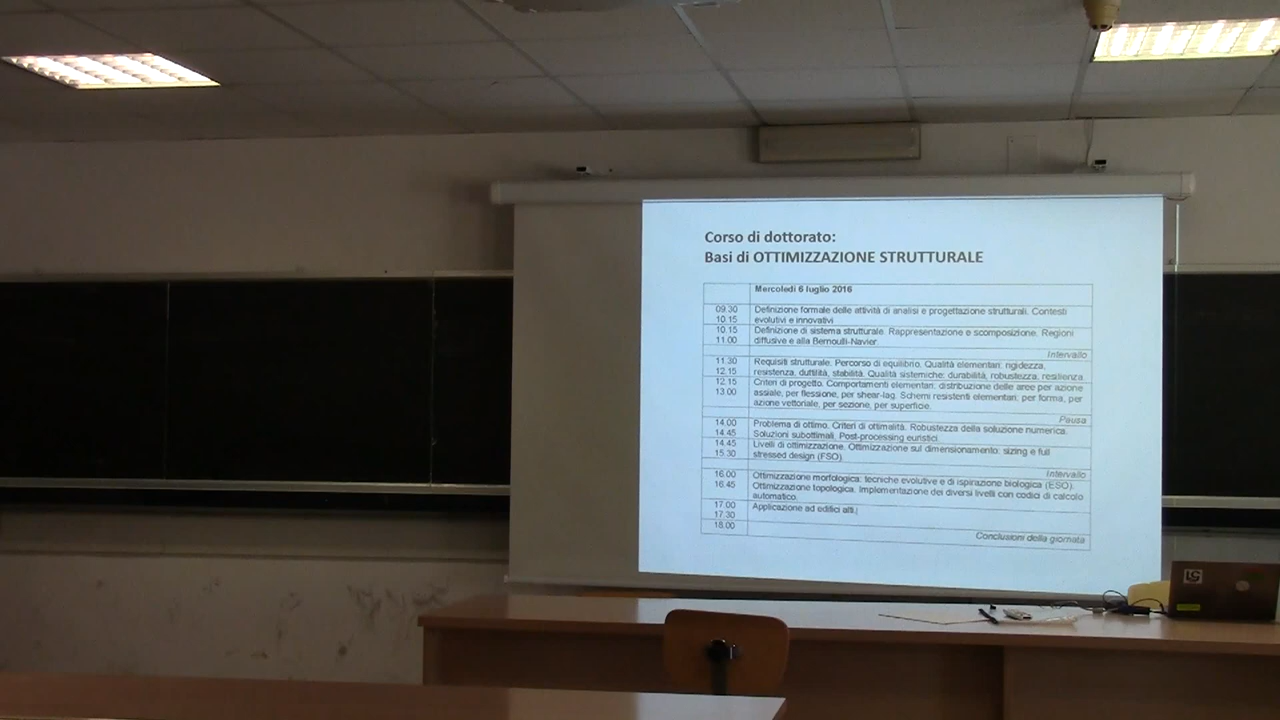 Corso di dottorato:
Basi di OTTIMIZZAZIONE STRUTTURALE
Mercoledì 6 luglio 2016
09.30 Definizione formale delle attività di analisi e progettazione strutturali. Contesti
10.15 evolutivi e innovativi
10.15 Definizione di sistema strutturale. Rappresentazione e scomposizione. Regioni
11.00 diffusive e alla Bernoulli-Navier.
Intervallo
11.30 Requisiti strutturale. Percorso di equilibrio. Qualità elementari: rigidezza,
12.15 resistenza, duttilità, stabilità. Qualità sistemiche: durabilità, robustezza, resilienza
12.15 Criteri di progetto. Comportamenti elementari: distribuzione delle aree per azione
13.00 assiale, per flessione, per shear-lag. Schemi resistenti elementari: per forma, per
azione vettoriale, per sezione, per superficie.
Pausa
14.00 Problema di ottimo. Criteri di ottimalità. Robustezza della soluzione numerica.
14.45 Soluzioni subottimali. Post-processing euristici.
14.45 Livelli di ottimizzazione. Ottimizzazione sul dimensionamento: sizing e full
15.30 stressed design (FSO).
Intervallo
16.00 Ottimizzazione morfologica: tecniche evolutive e di ispirazione biologica (ESO).
16.45 Ottimizzazione topologica. Implementazione dei diversi livelli con codici di calcolo
automatico.
17.00 Applicazione ad edifici alti.
17.30
18.00
Conclusioni della giornata